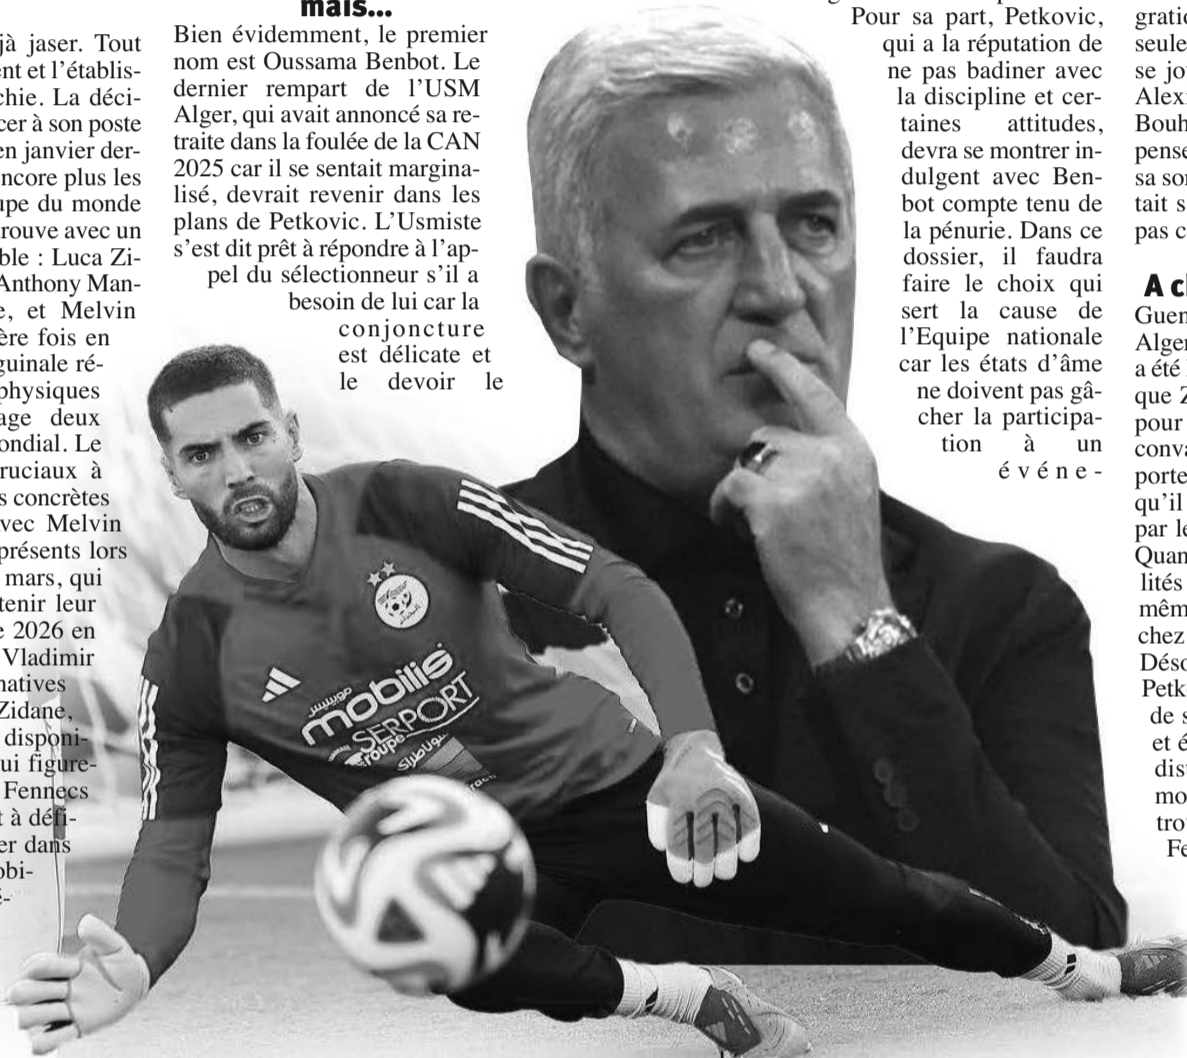 jà jaser. Tout
ent et l'établis-
chie. La déci-
cer à son poste
en janvier der-
ncore plus les
upe du monde
rouve avec un
ble : Luca Zi-
Anthony Man-
e, et Melvin
ère fois en
guinale ré-
physiques
age deux
ondial. Le
ruciaux à
s concrètes
vec Melvin
présents lors
mars, qui
tenir leur
e 2026 en
Vladimir
natives
Zidane,
disponi-
ui figure-
Fennecs
t à défi-
er dans
obi-
é-
mais...
Bien évidemment, le premier
nom est Oussama Benbot. Le
dernier rempart de l'USM
Alger, qui avait annoncé sa re-
traite dans la foulée de la CAN
2025 car il se sentait margina-
lisé, devrait revenir dans les
plans de Petkovic. L'Usmiste
s'est dit prêt à répondre à l'ap-
pel du sélectionneur s'il a
besoin de lui car la
conjoncture
est délicate et
le devoir le
Pour sa part, Petkovic,
qui a la réputation de
ne pas badiner avec
la discipline et cer-
taines attitudes,
devra se montrer in-
dulgent avec Ben-
bot compte tenu de
la pénurie. Dans ce
dossier, il faudra
faire le choix qui
sert la cause de
l'Equipe nationale
car les états d'âme
ne doivent pas gâ-
cher la participa-
tion à un
événe-
gratio
seule
se jo
Alexi
Bouh
pense
sa son
tait s
pas c
A c
Guen
Alger
a été
que Z
pour
conva
porte
qu'il
par le
Quan
lités
mêm
chez
Déso
Petk
de s
et é
dis
mo
tro
Fe
موبيليس
mobilis
SERPORT
Groupe